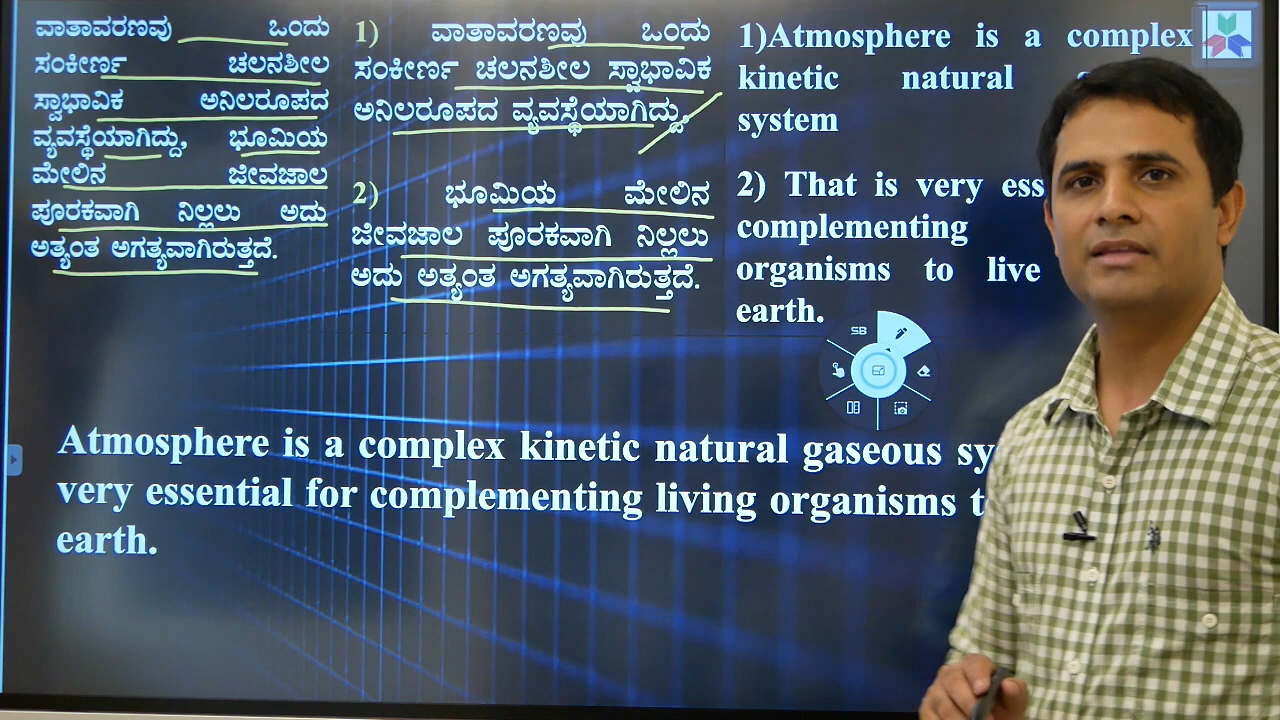 ವಾತಾವರಣವು ಒಂದು
ಸಂಕೀರ್ಣ ಚಲನಶೀಲ
ಸ್ವಾಭಾವಿಕ ಅನಿಲರೂಪದ
ವ್ಯವಸ್ಥೆಯಾಗಿದ್ದು, ಭೂಮಿಯ
ಮೇಲಿನ ಜೀವಜಾಲ
ಪೂರಕವಾಗಿ ನಿಲ್ಲಲು ಅದು
ಅತ್ಯಂತ ಅಗತ್ಯವಾಗಿರುತ್ತದೆ.
1) ವಾತಾವರಣವು ಒಂದು
ಸಂಕೀರ್ಣ ಚಲನಶೀಲ ಸ್ವಾಭಾವಿಕ
ಅನಿಲರೂಪದ ವ್ಯವಸ್ಥೆಯಾಗಿದ್ದು,
2) ಭೂಮಿಯ ಮೇಲಿನ
ಜೀವಜಾಲ ಪೂರಕವಾಗಿ ನಿಲ್ಲಲು
ಅದು ಅತ್ಯಂತ ಅಗತ್ಯವಾಗಿರುತ್ತದೆ.
1)Atmosphere is a complex
kinetic natural
system
2) That is very ess
complementing
organisms to live
earth.
SB
Atmosphere is a complex kinetic natural gaseous sy
very essential for complementing living organisms t
earth.